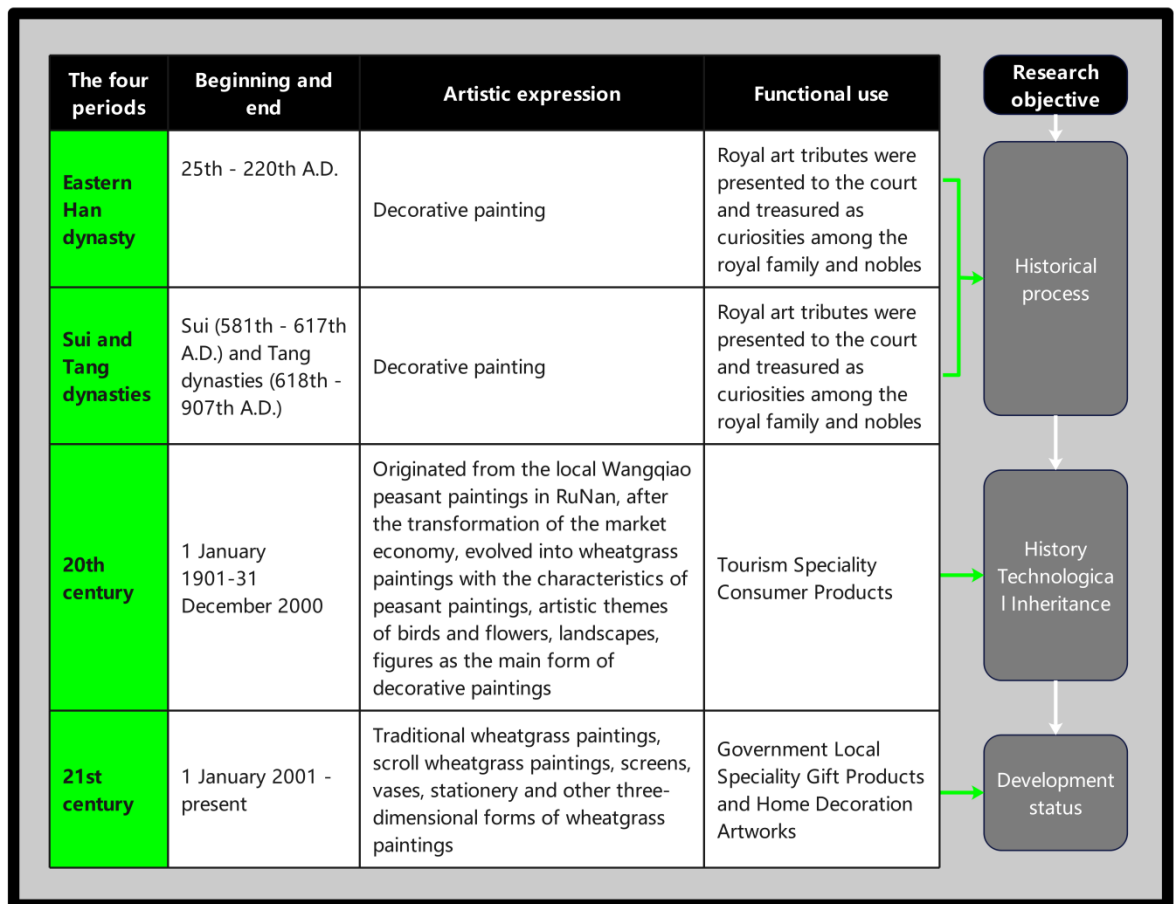 The four
periods
Beginning and
end
Artistic expression
Functional use
Research
objective
Eastern
Han
dynasty
25th - 220th A.D.
Decorative painting
Royal art tributes were
presented to the court
and treasured as
curiosities among the
royal family and nobles
Historical
process
Sui and
Tang
dynasties
Sui (581th - 617th
A.D.) and Tang
dynasties (618th -
907th A.D.)
Decorative painting
Royal art tributes were
presented to the court
and treasured as
curiosities among the
royal family and nobles
20th
century
1 January
1901-31
December 2000
Originated from the local Wangqiao
peasant paintings in RuNan, after
the transformation of the market
economy, evolved into wheatgrass
paintings with the characteristics of
peasant paintings, artistic themes
of birds and flowers, landscapes,
figures as the main form of
decorative paintings
Tourism Speciality
Consumer Products
History
Technologica
l Inheritance
21st
century
1 January 2001 -
present
Traditional wheatgrass paintings,
scroll wheatgrass paintings, screens,
vases, stationery and other three-
dimensional forms of wheatgrass
paintings
Government Local
Speciality Gift Products
and Home Decoration
Artworks
Development
status